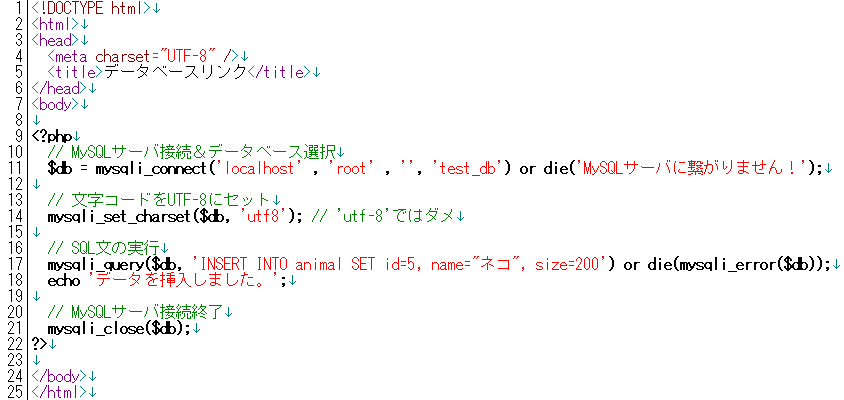 1 <!DOCTYPE html>↓
2 <html>↓
3 <head>↓
4   <meta charset="UTF-8" />↓
5   <title>データベースリンク</title>↓
6 </head>↓
7 <body>↓
8 ↓
9 <?php↓
10   // MySQLサーバ接続＆データベース選択↓
11   $db = mysqli_connect('localhost' , 'root' , '', 'test_db') or die('MySQLサーバに繋がりません！');↓
12 ↓
13   // 文字コードをUTF-8にセット↓
14   mysqli_set_charset($db, 'utf8'); // 'utf-8'ではダメ↓
15 ↓
16   // SQL文の実行↓
17   mysqli_query($db, 'INSERT INTO animal SET id=5, name="ネコ", size=200') or die(mysqli_error($db));↓
18   echo 'データを挿入しました。';↓
19 ↓
20   // MySQLサーバ接続終了↓
21   mysqli_close($db);↓
22 ?>↓
23 ↓
24 </body>↓
25 </html>↓